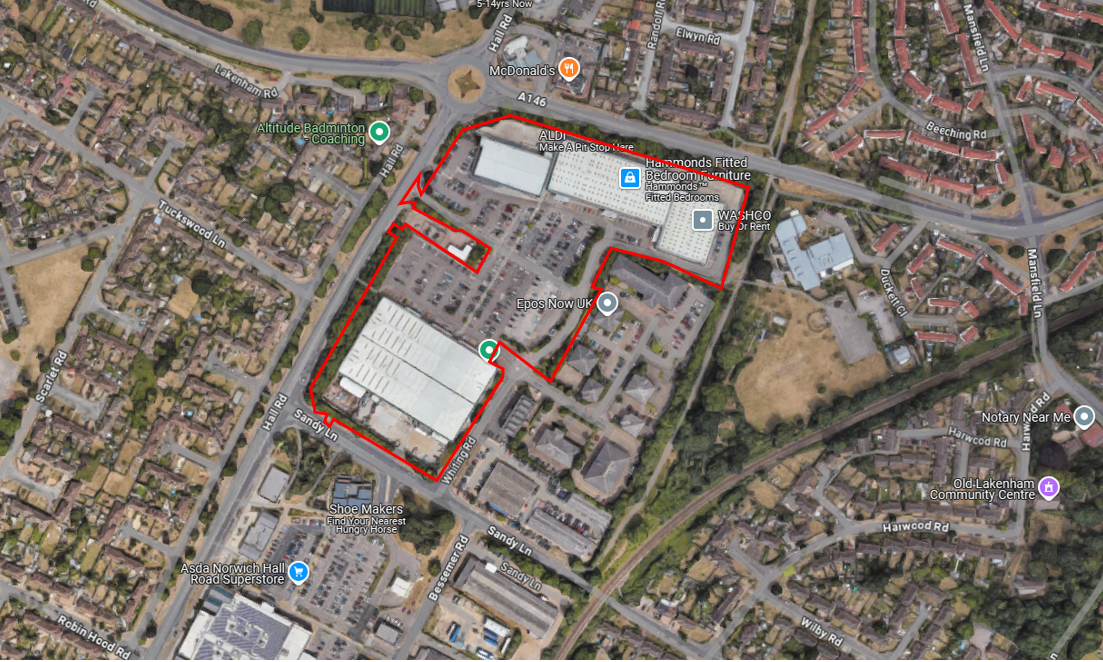 5-14yrs Now
Hall Rd
Randolf Rd
Elwyn Rd
Mansfield Ln
McDonald's
Lakenham Rd
A146
Beeching Rd
Altitude Badminton
Coaching
Hall Rd
ALDI
Make A Pit Stop Here
Hammonds Fitted
Bedroom Furniture
Hammonds™
Fitted Bedrooms
WASHCO
Buy Or Rent
Tuckswood Ln
Duckett Cl
Mansfield Ln
Epos Now UK
Scarlet Rd
Hall Rd
Sandy Ln
Whiting Rd
Notary Near Me
Harwood Rd
Harwood Rd
Old Lakenham
Community Centre
Harwood Rd
Shoe Makers
Find Your Nearest
Hungry Horse
Sandy Ln
Sandy Ln
Asda Norwich Hall
Road Superstore
Bessemer Rd
Robin Hood Rd
Wilby Rd